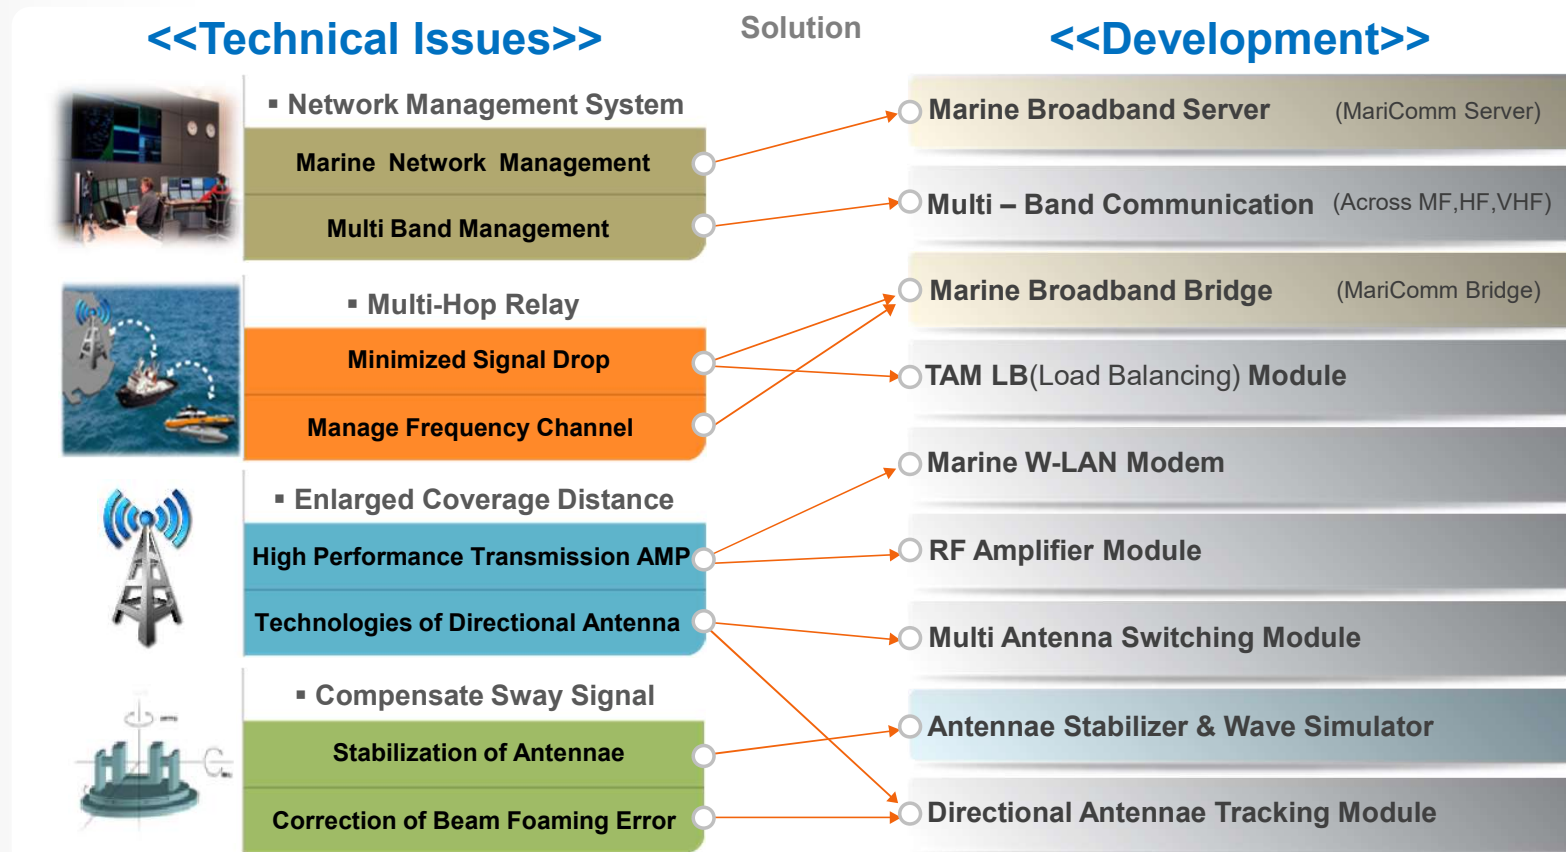 <<Technical Issues>>
Solution
<<Development>>
▪ Network Management System
Marine Network Management
Multi Band Management
▪ Multi-Hop Relay
Minimized Signal Drop
Manage Frequency Channel
▪ Enlarged Coverage Distance
High Performance Transmission AMP
Technologies of Directional Antenna
▪ Compensate Sway Signal
Stabilization of Antennae
Correction of Beam Foaming Error
Marine Broadband Server (MariComm Server)
Multi – Band Communication (Across MF,HF,VHF)
Marine Broadband Bridge (MariComm Bridge)
TAM LB(Load Balancing) Module
Marine W-LAN Modem
RF Amplifier Module
Multi Antenna Switching Module
Antennae Stabilizer & Wave Simulator
Directional Antennae Tracking Module